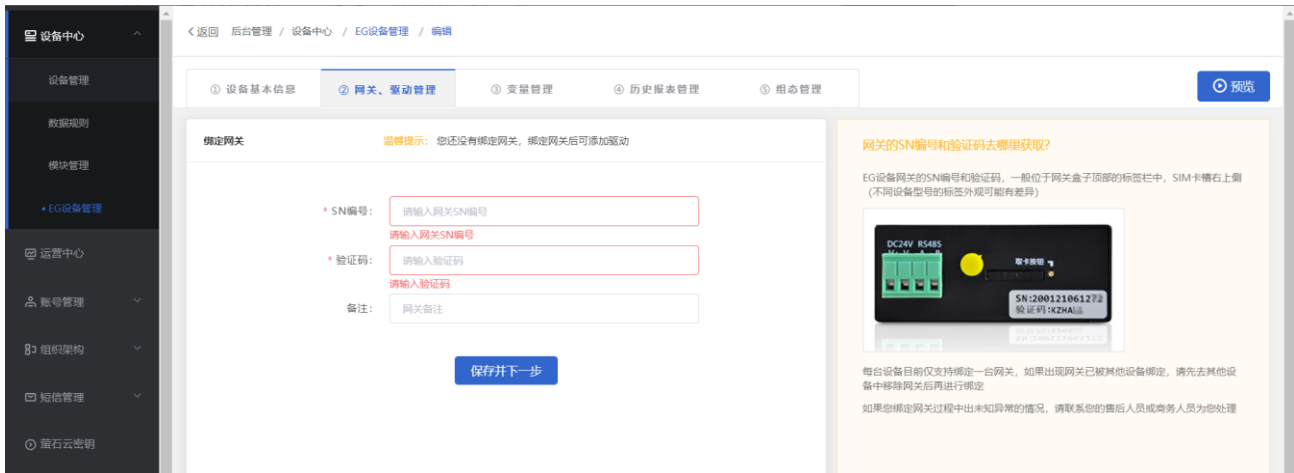 设备中心
设备管理
数据规则
模块管理
• EG设备管理
运营中心
账号管理
组织架构
短信管理
萤石云密钥
返回 后台管理 / 设备中心 / EG设备管理 / 编辑
① 设备基本信息 ② 网关、驱动管理 ③ 变量管理 ④ 历史报表管理 ⑤ 组态管理
预览
绑定网关 温馨提示： 您还没有绑定网关，绑定网关后可添加驱动
* SN编号： 请输入网关SN编号
请输入网关SN编号
* 验证码： 请输入验证码
请输入验证码
备注： 网关备注
保存并下一步
网关的SN编号和验证码去哪里获取?
EG设备网关的SN编号和验证码，一般位于网关盒子顶部的标签栏中，SIM卡槽右上侧
（不同设备型号的标签外观可能有差异）
DC24V RS485
V+ V- A B
取卡按钮
SN:200121061272
验证码:KZHA
每台设备目前仅支持绑定一台网关，如果出现网关已被其他设备绑定，请先去其他设
备中移除网关后再进行绑定
如果您绑定网关过程中出未知异常的情况，请联系您的售后人员或商务人员为您处理